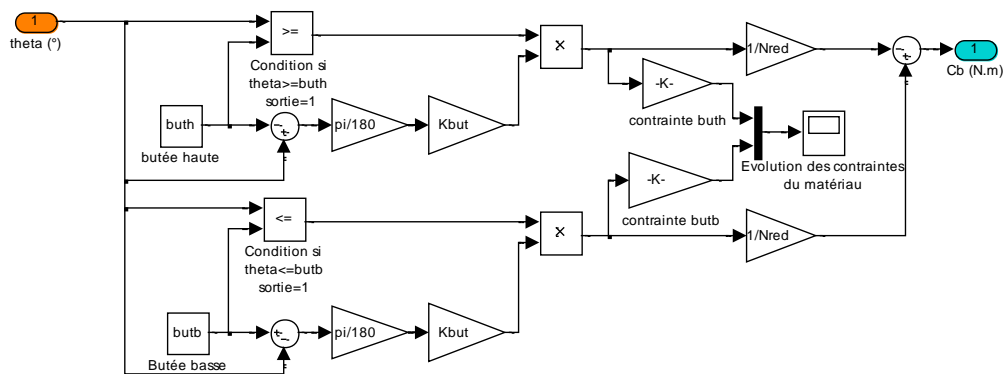 1
theta (°)
>=
Condition si
theta>=buth
sortie=1
buth
butée haute
pi/180
Kbut
X
1/Nred
-K-
contrainte buth
1
Cb (N.m)
Evolution des contraintes
du matériau
-K-
contrainte butb
<=
Condition si
theta<=butb
sortie=1
X
1/Nred
butb
Butée basse
pi/180
Kbut